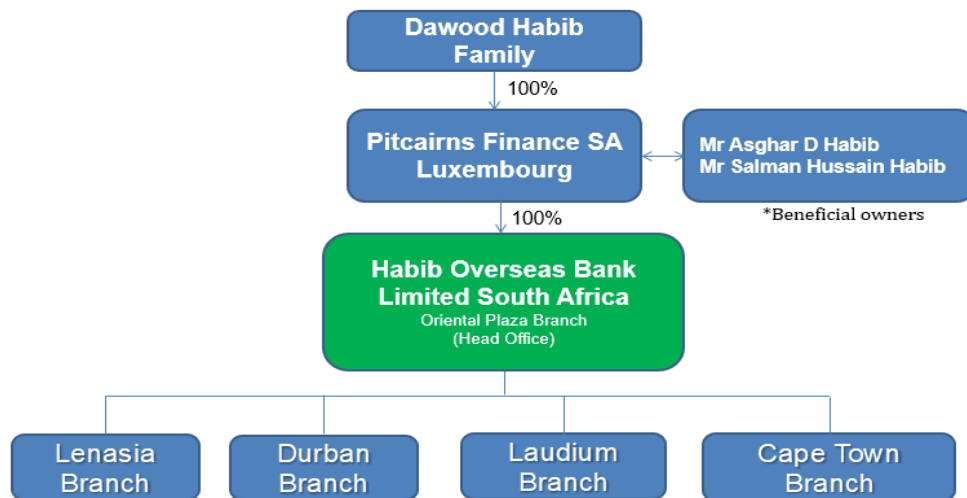 Dawood Habib
Family
100%
Pitcairns Finance SA
Luxembourg
Mr Asghar D Habib
Mr Salman Hussain Habib
*Beneficial owners
100%
Habib Overseas Bank
Limited South Africa
Oriental Plaza Branch
(Head Office)
Lenasia
Branch
Durban
Branch
Laudium
Branch
Cape Town
Branch